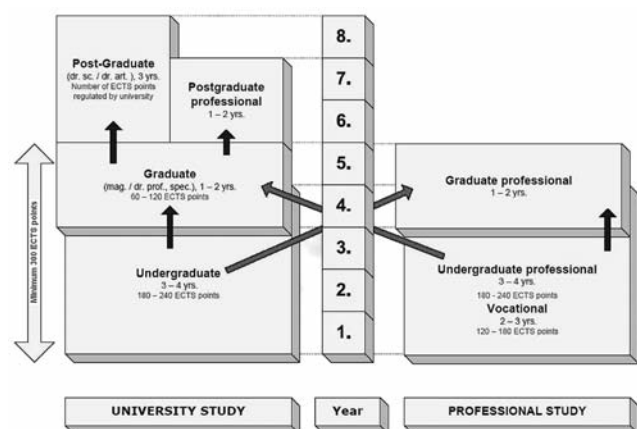 Post-Graduate
(dr. sc. / dr. art. ), 3 yrs.
Number of ECTS points
regulated by university
Postgraduate
professional
1 – 2 yrs.
Graduate
(mag. / dr. prof., spec.), 1 – 2 yrs.
60 – 120 ECTS points
Undergraduate
3 – 4 yrs.
180 – 240 ECTS points
Minimum 300 ECTS points
8.
7.
6.
5.
4.
3.
2.
1.
Graduate professional
1 – 2 yrs.
Undergraduate professional
3 – 4 yrs.
180 - 240 ECTS points
Vocational
2 – 3 yrs.
120 – 180 ECTS points
UNIVERSITY STUDY
Year
PROFESSIONAL STUDY